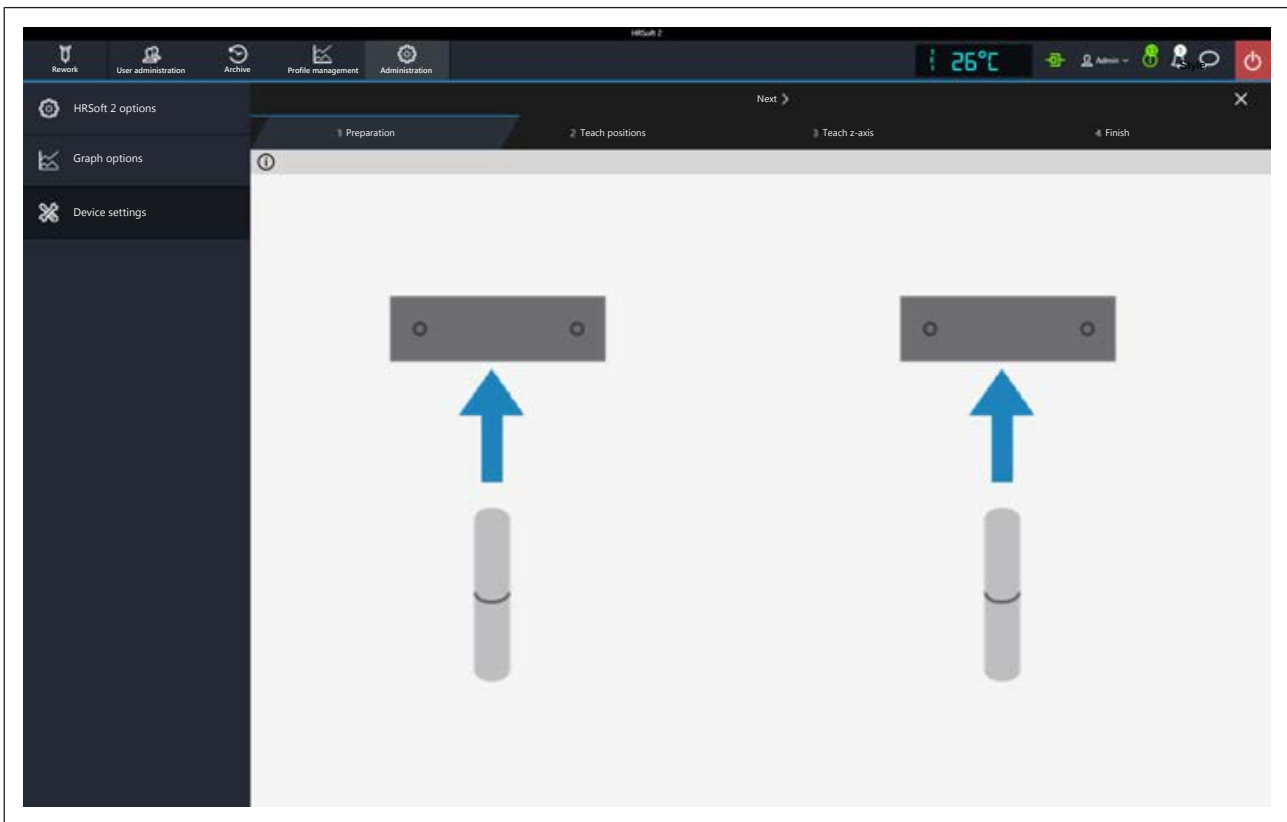 HRSoft 2
Rework
User administration
Archive
Profile management
Administration
26°C
Admin
Style
HRSoft 2 options
Next
1 Preparation
2 Teach positions
3 Teach z-axis
4 Finish
Graph options
Device settings